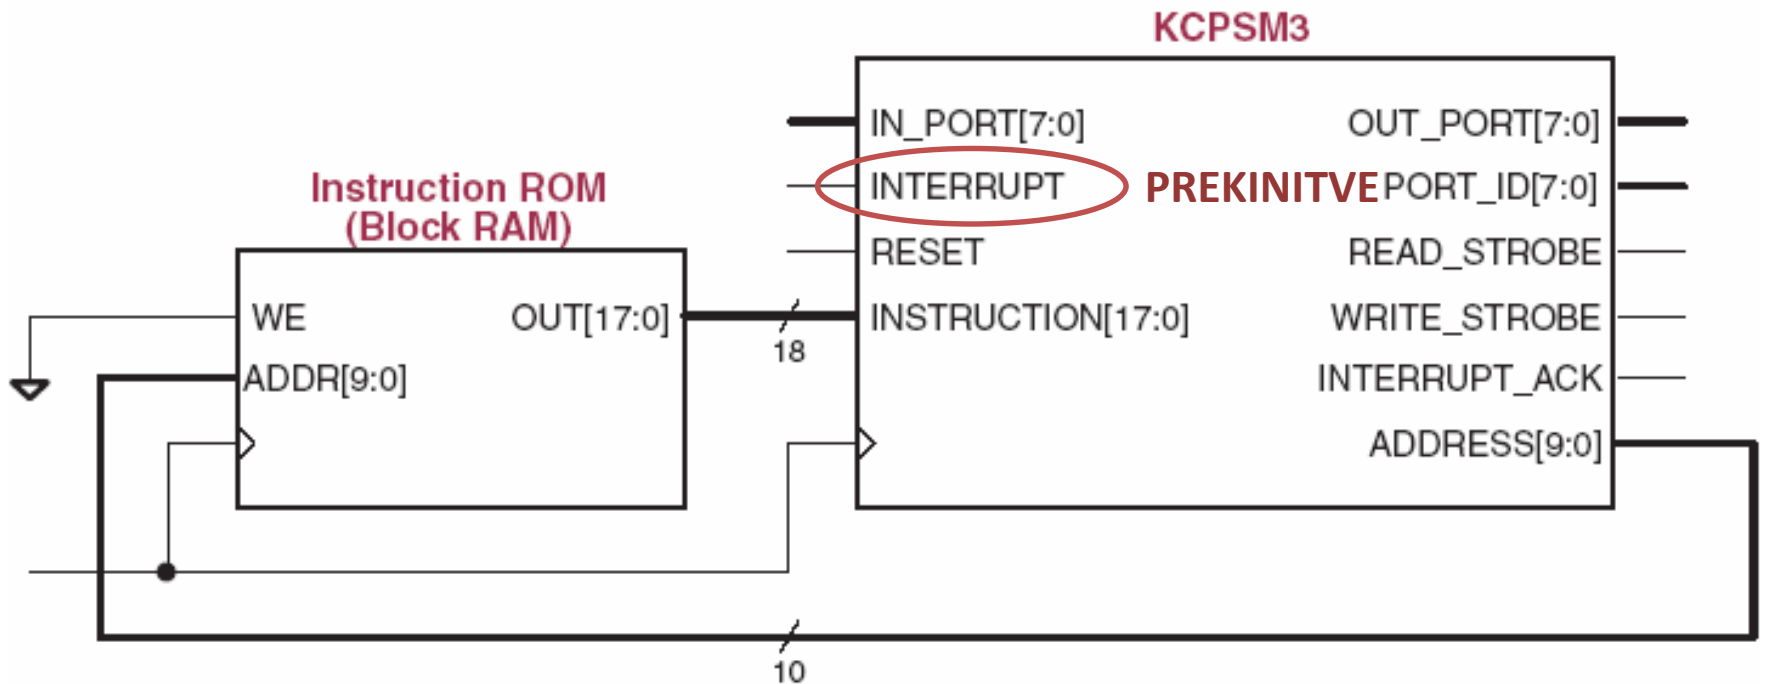 KCPSM3
IN_PORT[7:0]
OUT_PORT[7:0]
Instruction ROM
(Block RAM)
INTERRUPT
PREKINITVE
PORT_ID[7:0]
RESET
READ_STROBE
WE
OUT[17:0]
18
INSTRUCTION[17:0]
WRITE_STROBE
ADDR[9:0]
INTERRUPT_ACK
ADDRESS[9:0]
10